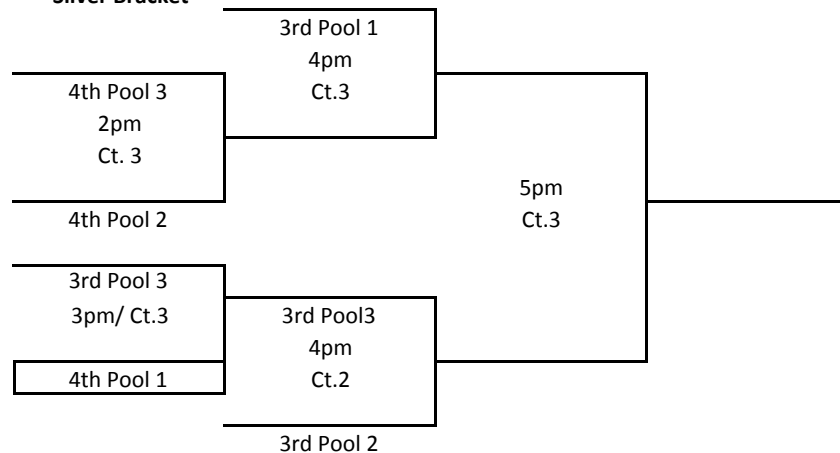 Silver Bracket
3rd Pool 1
4pm
Ct.3
4th Pool 3
2pm
Ct. 3
4th Pool 2
5pm
Ct.3
3rd Pool 3
3pm/ Ct.3
4th Pool 1
3rd Pool3
4pm
Ct.2
3rd Pool 2